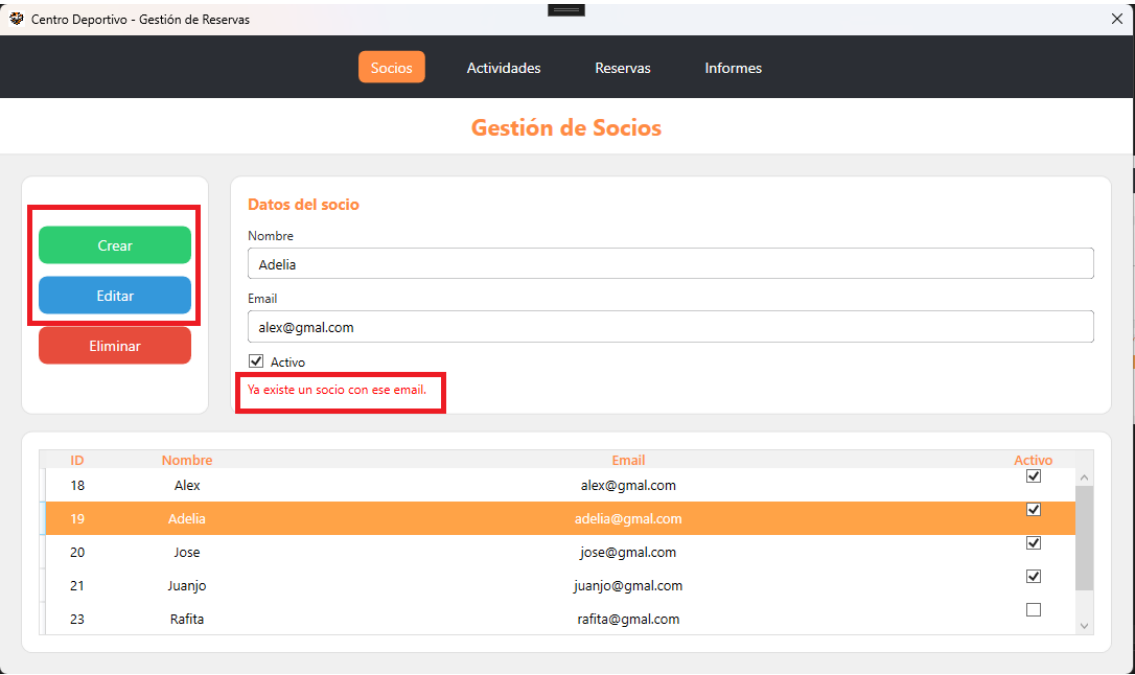 Centro Deportivo - Gestión de Reservas
Socios Actividades Reservas Informes
Gestión de Socios
Crear
Editar
Eliminar
Datos del socio
Nombre
Adelia
Email
alex@gmal.com
Activo
Ya existe un socio con ese email.
ID Nombre Email Activo
18 Alex alex@gmal.com
19 Adelia adelia@gmal.com
20 Jose jose@gmal.com
21 Juanjo juanjo@gmal.com
23 Rafita rafita@gmal.com